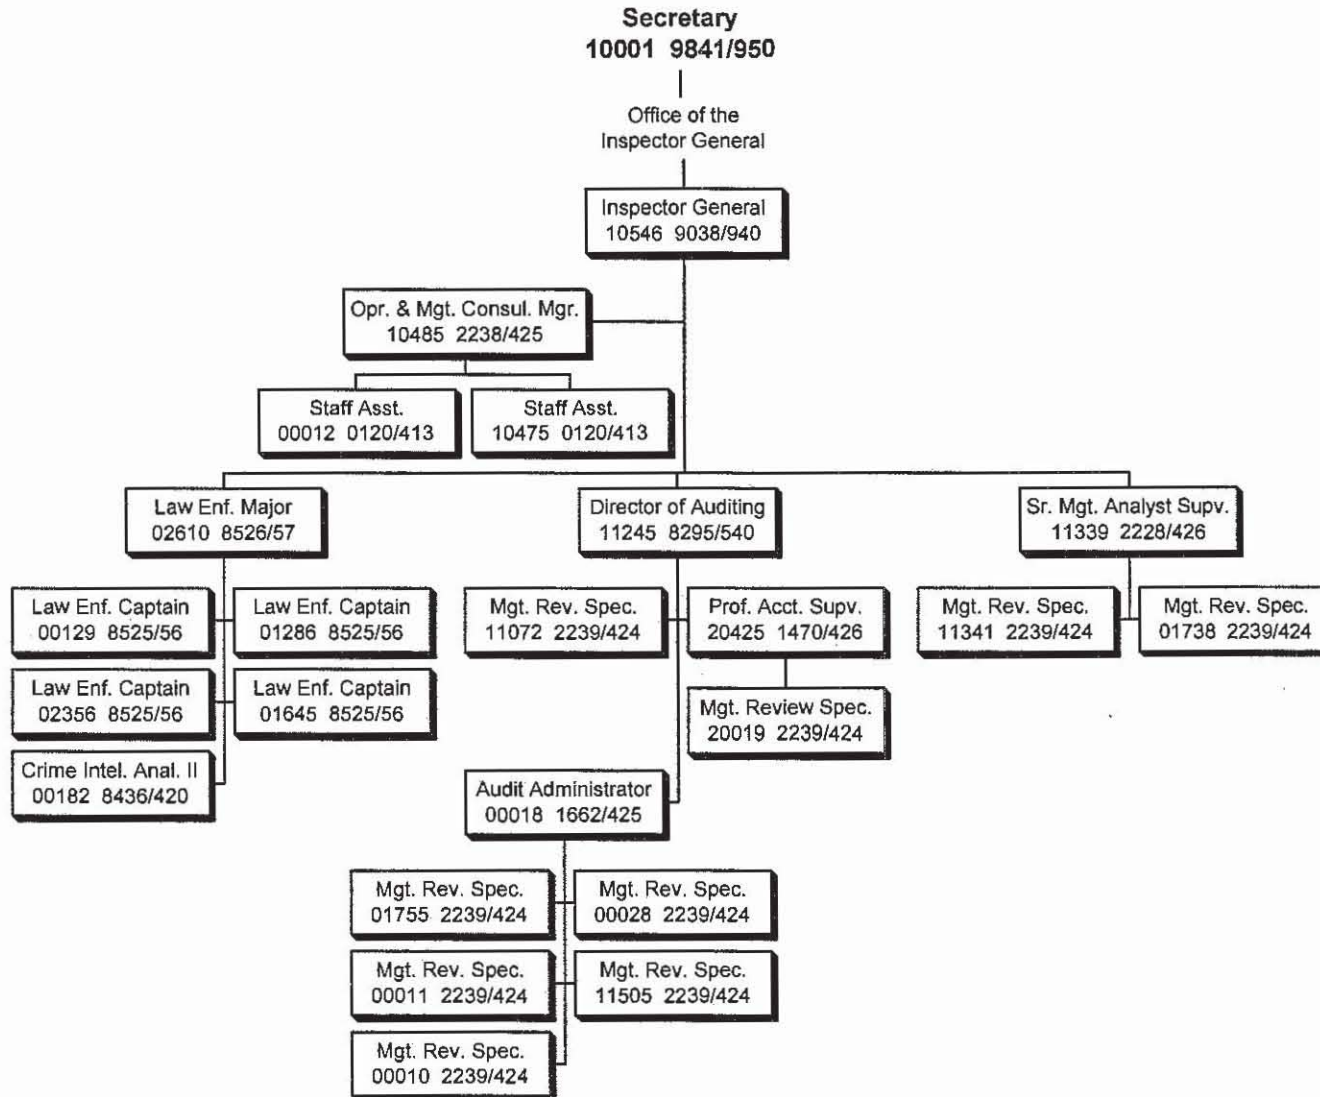 Secretary
10001 9841/950
Office of the
Inspector General
Inspector General
10546 9038/940
Opr. & Mgt. Consul. Mgr.
10485 2238/425
Staff Asst.
00012 0120/413
Staff Asst.
10475 0120/413
Law Enf. Major
02610 8526/57
Director of Auditing
11245 8295/540
Sr. Mgt. Analyst Supv.
11339 2228/426
Law Enf. Captain
00129 8525/56
Law Enf. Captain
01286 8525/56
Law Enf. Captain
02356 8525/56
Law Enf. Captain
01645 8525/56
Crime Intel. Anal. II
00182 8436/420
Mgt. Rev. Spec.
11072 2239/424
Prof. Acct. Supv.
20425 1470/426
Mgt. Review Spec.
20019 2239/424
Audit Administrator
00018 1662/425
Mgt. Rev. Spec.
01755 2239/424
Mgt. Rev. Spec.
00028 2239/424
Mgt. Rev. Spec.
00011 2239/424
Mgt. Rev. Spec.
11505 2239/424
Mgt. Rev. Spec.
00010 2239/424
Mgt. Rev. Spec.
11341 2239/424
Mgt. Rev. Spec.
01738 2239/424